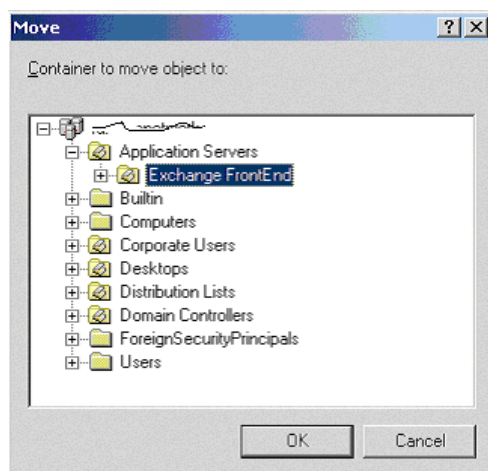 Move
Container to move object to:
Application Servers
Exchange FrontEnd
Builtin
Computers
Corporate Users
Desktops
Distribution Lists
Domain Controllers
ForeignSecurityPrincipals
Users
OK Cancel